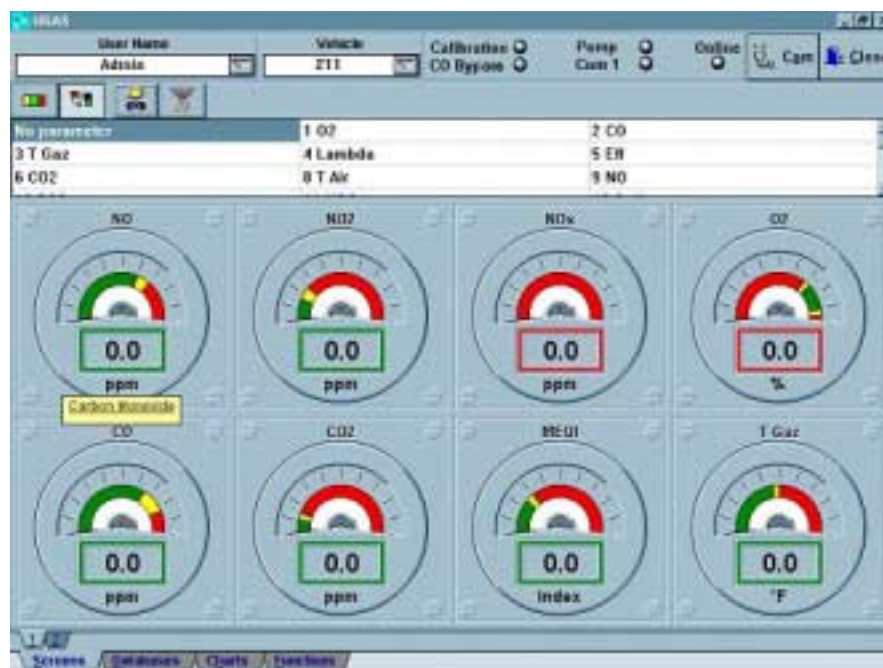 User Name
Vehicle
Calibration
Pump
Online
Admin
211
CO Bypass
Com 1
Com
Close
No parameter
1 O2
2 CO
3 T Gaz
4 Lambda
5 Eff
6 CO2
8 T Air
9 NO
NO
NO2
NOx
O2
0.0
0.0
0.0
0.0
ppm
ppm
ppm
%
Carbon Monoxide
CO
CO2
MEQI
T Gaz
0.0
0.0
0.0
0.0
ppm
ppm
Index
°F
1
2
Screens
Databases
Charts
Functions